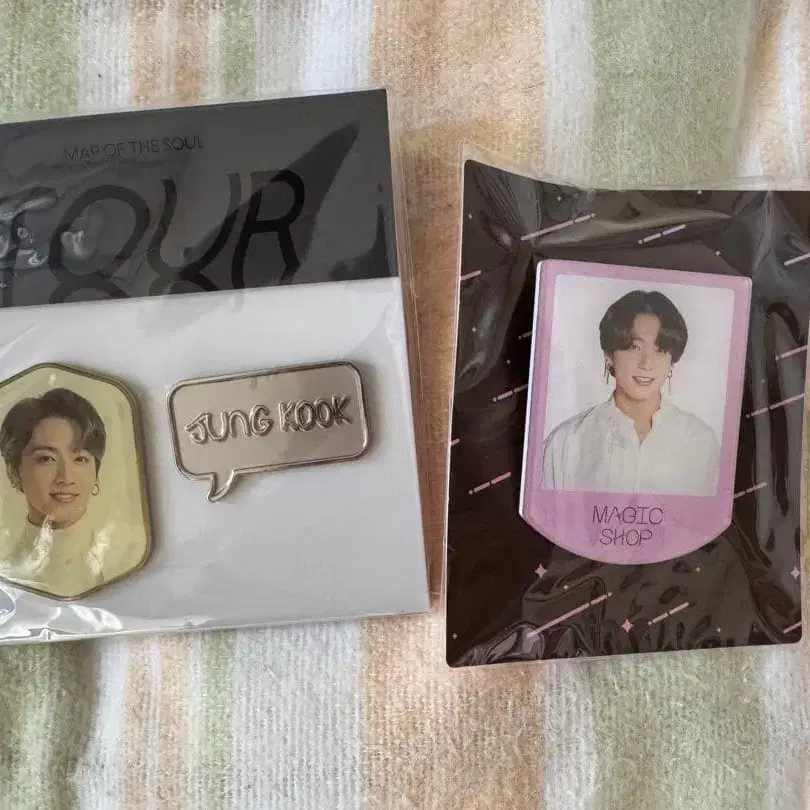 MAP OF THE SOUL
TOUR
JUNG KOOK
MAGIC
SHOP